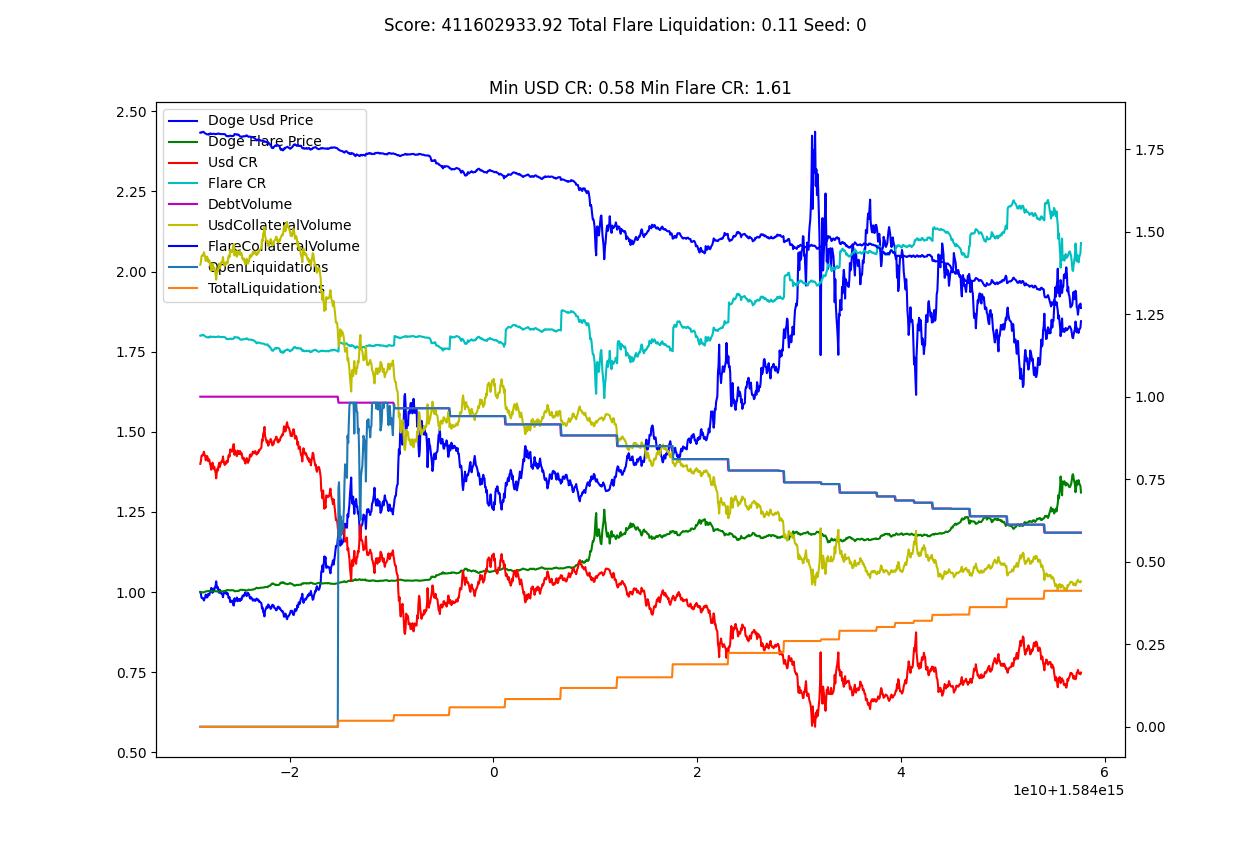 Score: 411602933.92 Total Flare Liquidation: 0.11 Seed: 0
Min USD CR: 0.58 Min Flare CR: 1.61
2.50
2.25
2.00
1.75
1.50
1.25
1.00
0.75
0.50
Doge Usd Price
Doge Flare Price
Usd CR
Flare CR
DebtVolume
UsdCollateralVolume
FlareCollateralVolume
OpenLiquidations
TotalLiquidations
1.75
1.50
1.25
1.00
0.75
0.50
0.25
0.00
−2
0
2
4
6
1e10+1.584e15